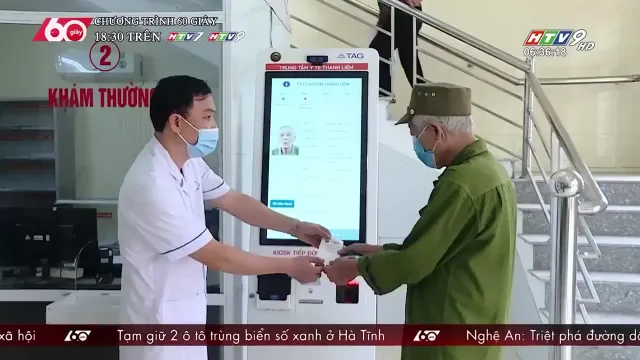 60 giây
CHƯƠNG TRÌNH 60 GIÂY
18:30 TRÊN HTV7 HTV9
HTV9 HD
06:36:18
2
KHÁM THƯỜNG
TAG
TRUNG TÂM Y TẾ THANH LIÊM
KIOSK TIẾP ĐÓN
xã hội
60
Tạm giữ 2 ô tô trùng biển số xanh ở Hà Tĩnh
60
Nghệ An: Triệt phá đường d